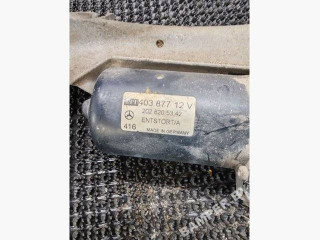 403 877 12 V
202 820 53 42
ENTSTÖRT/A
416 MADE IN GERMANY